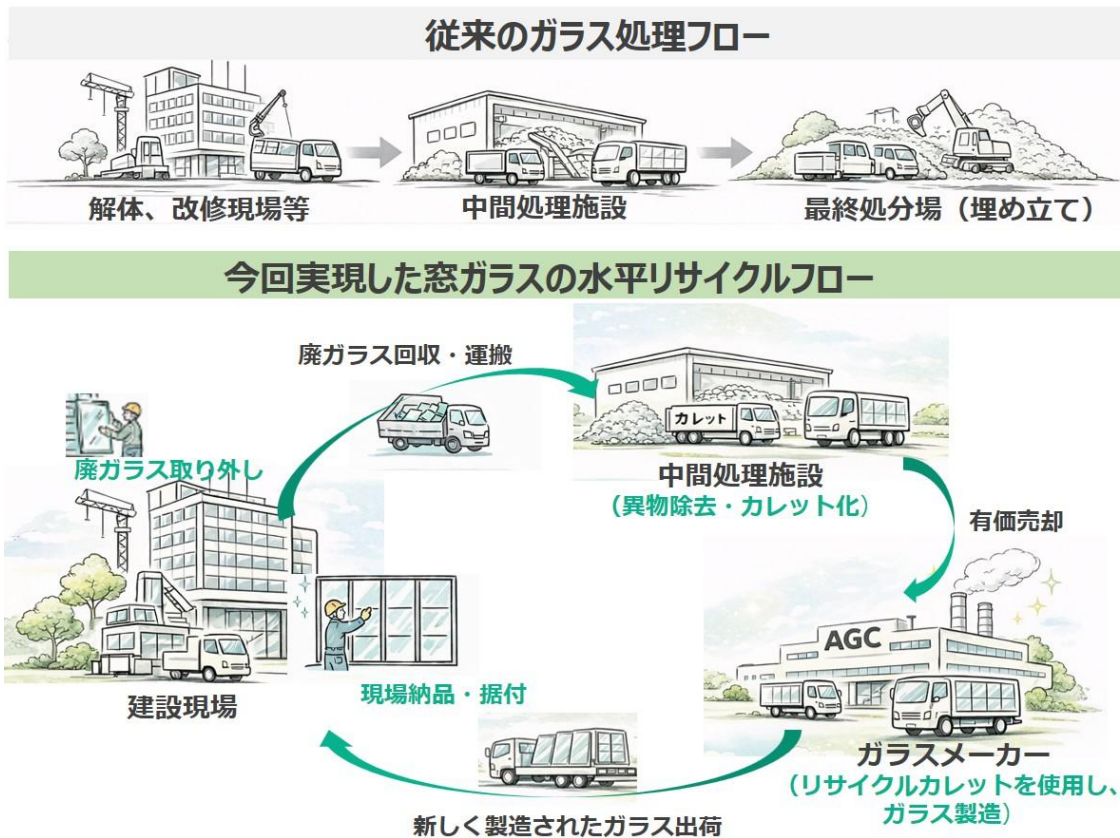 従来のガラス処理フロー
解体、改修現場等
中間処理施設
最終処分場（埋め立て）
今回実現した窓ガラスの水平リサイクルフロー
廃ガラス回収・運搬
カレット
廃ガラス取り外し
中間処理施設
（異物除去・カレット化）
有価売却
AGC
建設現場
現場納品・据付
ガラスメーカー
（リサイクルカレットを使用し、
ガラス製造）
新しく製造されたガラス出荷